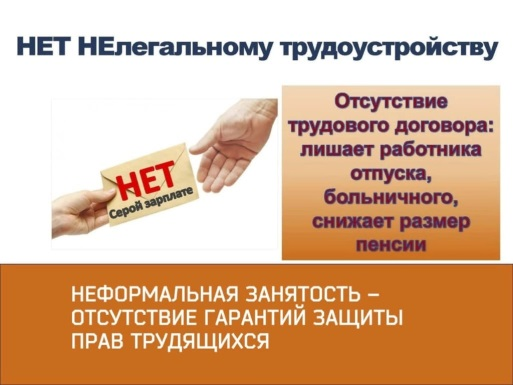 НЕТ НЕлегальному трудоустройству
НЕТ
Серой зарплате
Отсутствие
трудового договора:
лишает работника
отпуска,
больничного,
снижает размер
пенсии
НЕФОРМАЛЬНАЯ ЗАНЯТОСТЬ –
ОТСУТСТВИЕ ГАРАНТИЙ ЗАЩИТЫ
ПРАВ ТРУДЯЩИХСЯ